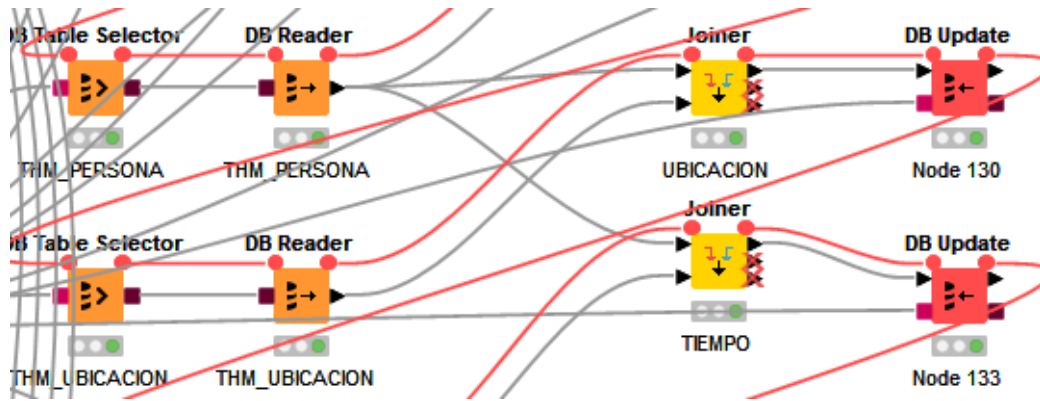 DB Table Selector
DB Reader
Joiner
DB Update
THM_PERSONA
THM_PERSONA
UBICACION
Node 130
DB Table Selector
DB Reader
Joiner
DB Update
THM_UBICACION
THM_UBICACION
TIEMPO
Node 133